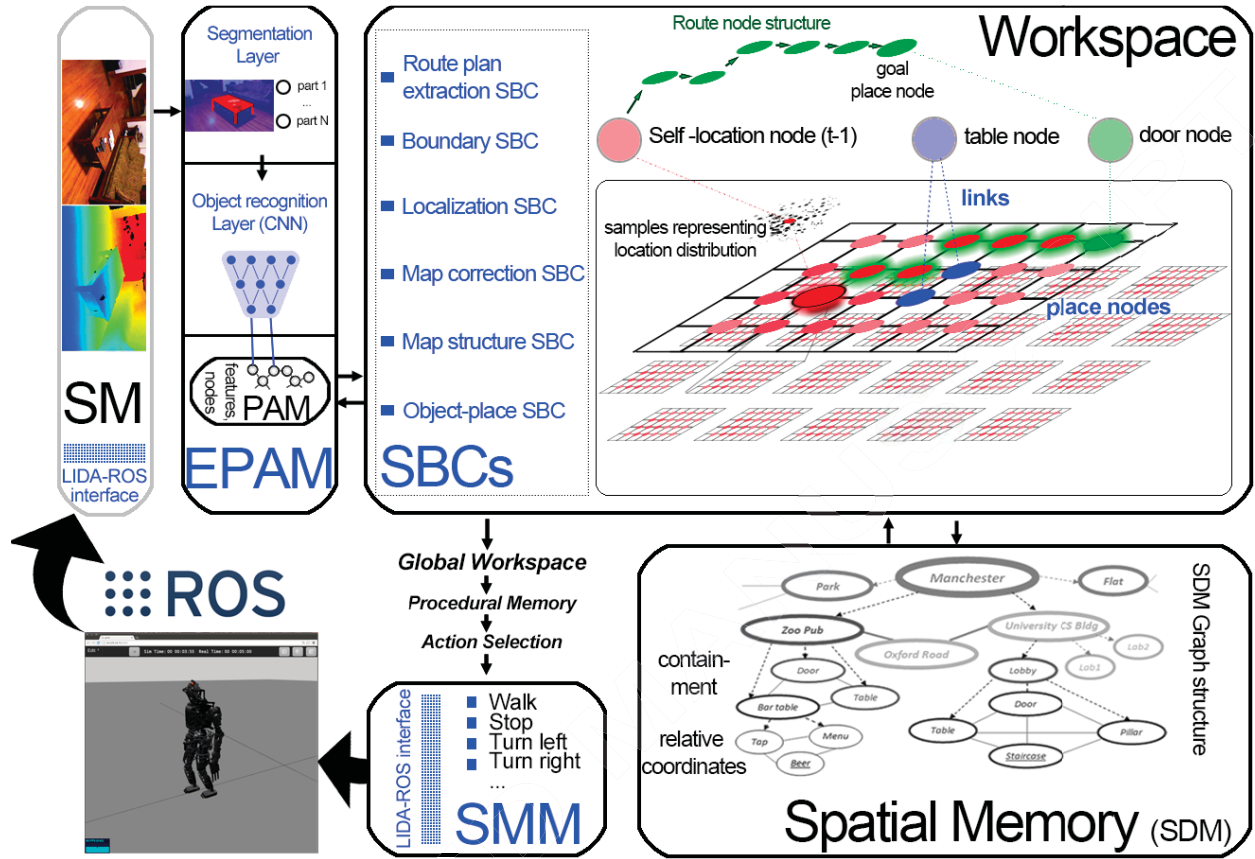 SM
LIDA-ROS
interface
Segmentation
Layer
part 1
...
part N
Object recognition
Layer (CNN)
features,
nodes
PAM
EPAM
Route plan
extraction SBC
Boundary SBC
Localization SBC
Map correction SBC
Map structure SBC
Object-place SBC
SBCs
Workspace
Route node structure
goal
place node
Self -location node (t-1)
table node
door node
samples representing
location distribution
links
place nodes
Global Workspace
Procedural Memory
Action Selection
ROS
LIDA-ROS interface
Walk
Stop
Turn left
Turn right
...
SMM
Manchester
Park
Flat
Zoo Pub
University CS Bldg
Oxford Road
Lab1
Lab2
Door
Lobby
Table
Bar table
Door
Tap
Menu
Table
Pillar
Beer
Staircase
contain-
ment
relative
coordinates
SDM Graph structure
Spatial Memory (SDM)